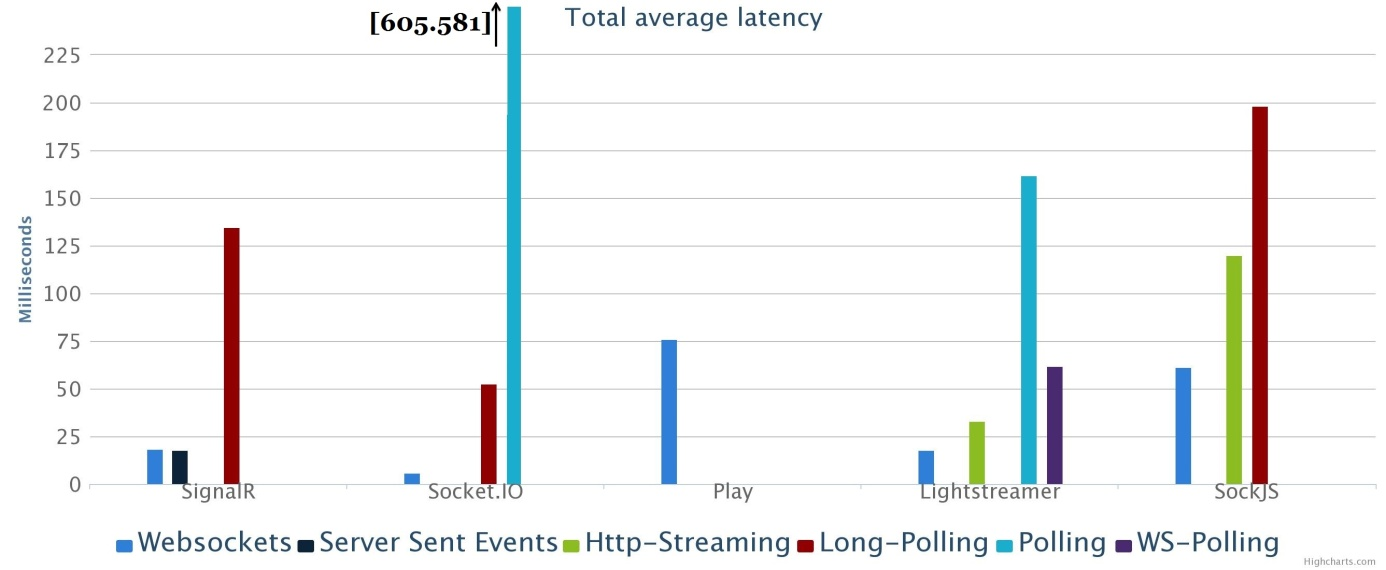 [605.581]
Total average latency
Milliseconds
225
200
175
150
125
100
75
50
25
0
SignalR
Socket.IO
Play
Lightstreamer
SockJS
Websockets
Server Sent Events
Http-Streaming
Long-Polling
Polling
WS-Polling
Highcharts.com